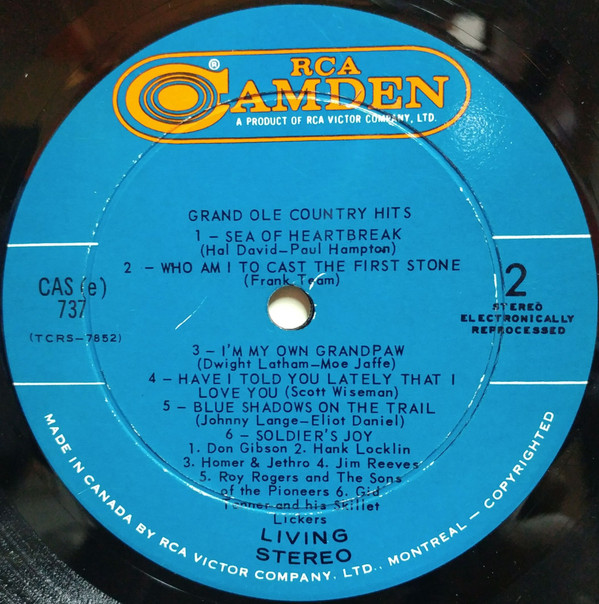 RCA
CAMDEN
®
A PRODUCT OF RCA VICTOR COMPANY, LTD.
GRAND OLE COUNTRY HITS
1 – SEA OF HEARTBREAK
(Hal David–Paul Hampton)
2 – WHO AM I TO CAST THE FIRST STONE
(Frank Team)
CAS (e)
737
(TCRS–7852)
2
STEREO
ELECTRONICALLY
REPROCESSED
3 – I'M MY OWN GRANDPAW
(Dwight Latham–Moe Jaffe)
4 – HAVE I TOLD YOU LATELY THAT I
LOVE YOU (Scott Wiseman)
5 – BLUE SHADOWS ON THE TRAIL
(Johnny Lange–Eliot Daniel)
6 – SOLDIER'S JOY
1. Don Gibson 2. Hank Locklin
3. Homer & Jethro 4. Jim Reeves
5. Roy Rogers and The Sons
of the Pioneers 6. Gid
Tanner and his Skillet
Lickers
LIVING
STEREO
MADE IN CANADA BY RCA VICTOR COMPANY, LTD., MONTREAL – COPYRIGHTED